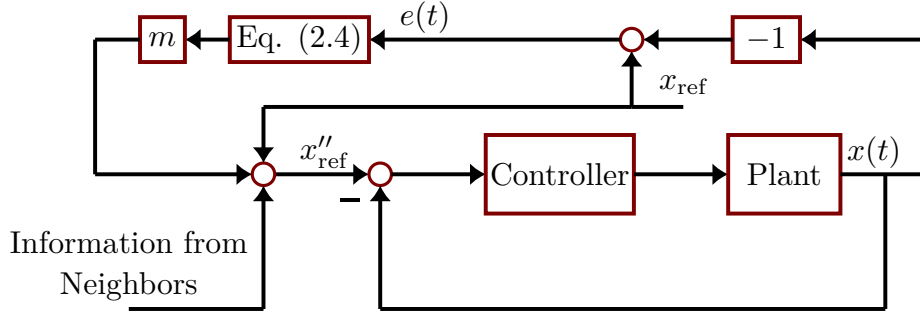 e(t)
m
Eq. (2.4)
−1
x_ref
x''_ref
x(t)
Controller
Plant
−
Information from
Neighbors